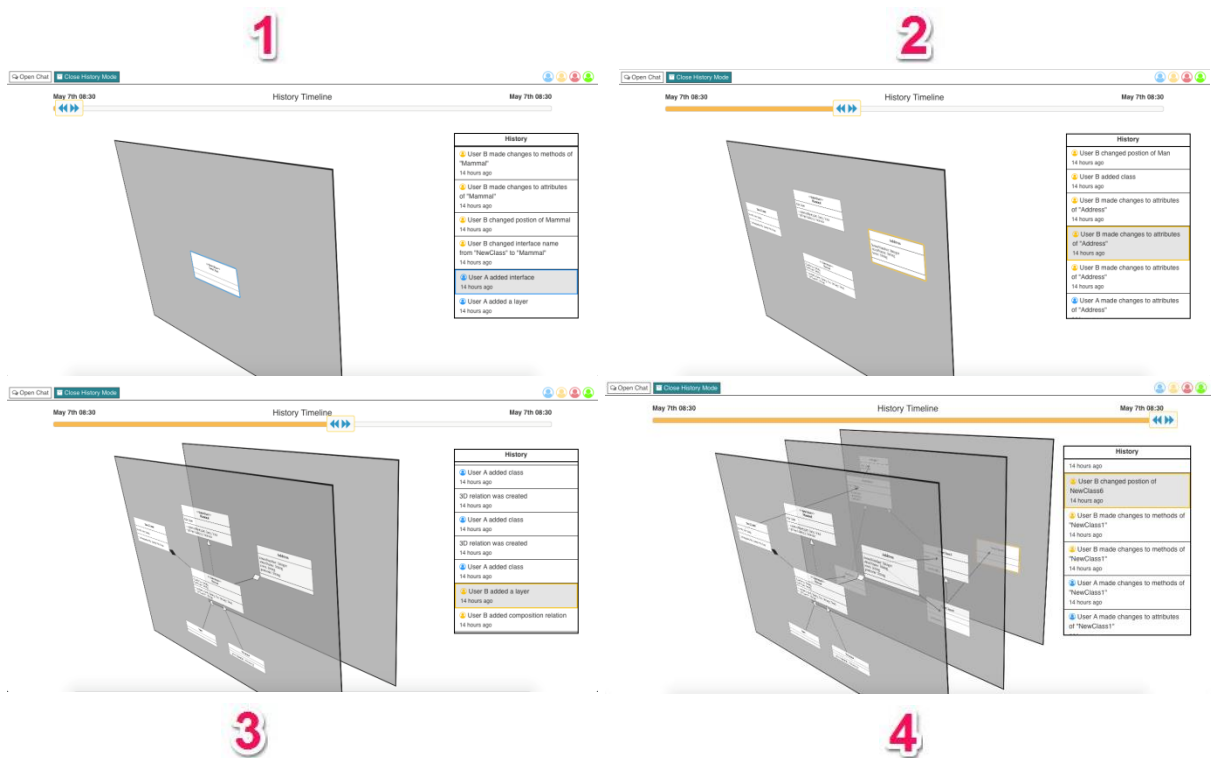 1
2
Open Chat
Close History Mode
May 7th 08:30
History Timeline
May 7th 08:30
History
User B made changes to methods of
"Mammal"
14 hours ago
User B made changes to attributes
of "Mammal"
14 hours ago
User B changed postion of Mammal
14 hours ago
User B changed interface name
from "NewClass" to "Mammal"
14 hours ago
User A added interface
14 hours ago
User A added a layer
14 hours ago
Open Chat
Close History Mode
May 7th 08:30
History Timeline
May 7th 08:30
History
User B changed postion of Man
14 hours ago
User B added class
14 hours ago
User B made changes to attributes
of "Address"
14 hours ago
User B made changes to attributes
of "Address"
14 hours ago
User B made changes to attributes
of "Address"
14 hours ago
User A made changes to attributes
of "Address"
Address
Open Chat
Close History Mode
May 7th 08:30
History Timeline
May 7th 08:30
History
User A added class
14 hours ago
3D relation was created
14 hours ago
User A added class
14 hours ago
3D relation was created
14 hours ago
User A added class
14 hours ago
User B added a layer
14 hours ago
User B added composition relation
14 hours ago
Address
Open Chat
Close History Mode
May 7th 08:30
History Timeline
May 7th 08:30
History
14 hours ago
User B changed postion of
NewClass6
14 hours ago
User B made changes to methods of
"NewClass1"
14 hours ago
User B made changes to methods of
"NewClass1"
14 hours ago
User A made changes to methods of
"NewClass1"
14 hours ago
User A made changes to attributes
of "NewClass1"
Address
3
4